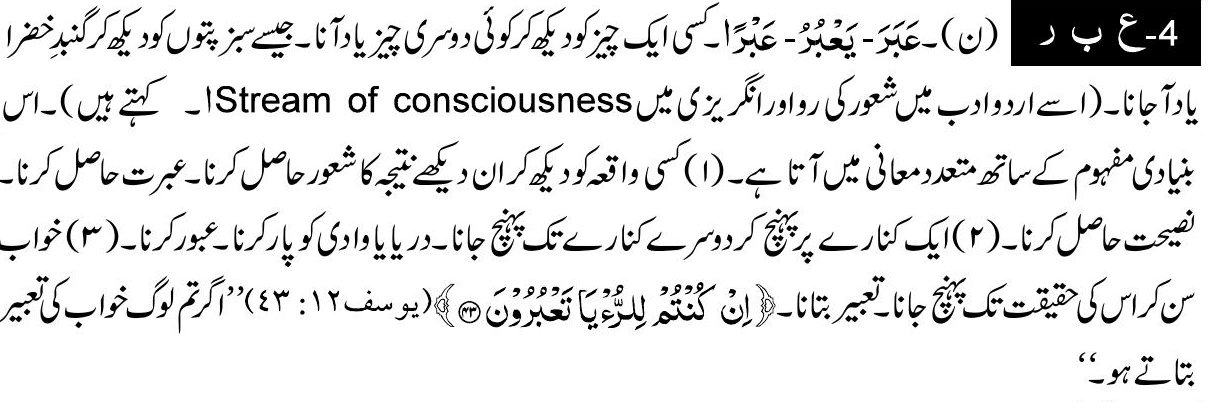 4- ع ب ر (ن)۔ عَبَرَ- يَعْبُرُ- عَبْرًا۔ کسی ایک چیز کو دیکھ کر کوئی دوسری چیز یاد آنا۔ جیسے سبز پتوں کو دیکھ کر گنبدِ خضرا
یاد آ جانا۔ (اسے اردو ادب میں شعور کی رو اور انگریزی میں Stream of consciousnessا۔ کہتے ہیں)۔ اس
بنیادی مفہوم کے ساتھ متعدد معانی میں آتا ہے۔ (۱) کسی واقعہ کو دیکھ کر ان دیکھے نتیجہ کا شعور حاصل کرنا۔ عبرت حاصل کرنا۔
نصیحت حاصل کرنا۔ (۲) ایک کنارے پر پہنچ کر دوسرے کنارے تک پہنچ جانا۔ دریا یا وادی کو پار کرنا۔ عبور کرنا۔ (۳) خواب
سن کر اس کی حقیقت تک پہنچ جانا۔ تعبیر بتانا۔ ﴿ اِنْ كُنْتُمْ لِلرُّءْيَا تَعْبُرُوْنَ ۝۴۳ ﴾ (یوسف۱۲: ٤٣) ’’اگر تم لوگ خواب کی تعبیر
بتاتے ہو۔‘‘